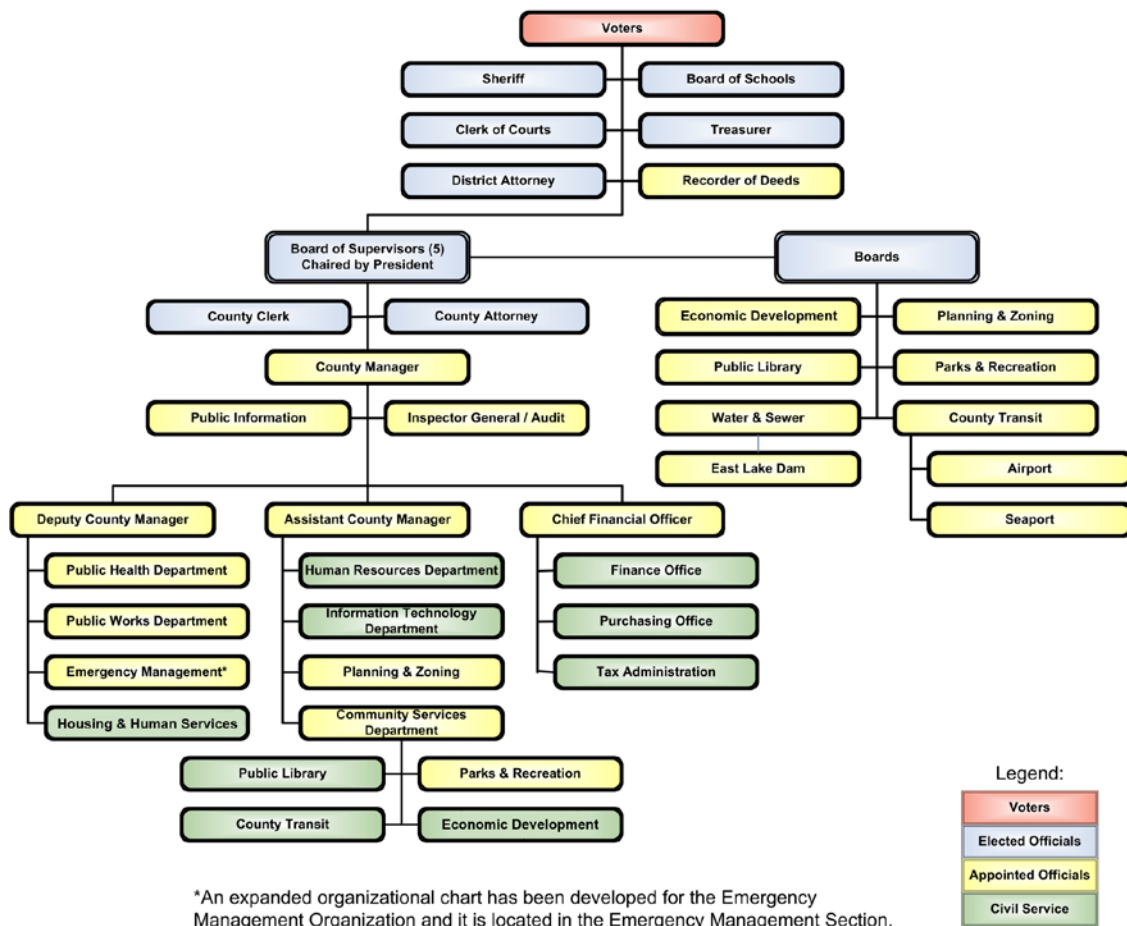 Voters
Sheriff
Board of Schools
Clerk of Courts
Treasurer
District Attorney
Recorder of Deeds
Board of Supervisors (5)
Chaired by President
Boards
County Clerk
County Attorney
County Manager
Public Information
Inspector General / Audit
Economic Development
Planning & Zoning
Public Library
Parks & Recreation
Water & Sewer
County Transit
East Lake Dam
Airport
Seaport
Deputy County Manager
Assistant County Manager
Chief Financial Officer
Public Health Department
Public Works Department
Emergency Management*
Housing & Human Services
Human Resources Department
Information Technology
Department
Planning & Zoning
Community Services
Department
Finance Office
Purchasing Office
Tax Administration
Public Library
Parks & Recreation
County Transit
Economic Development
Legend:
Voters
Elected Officials
Appointed Officials
Civil Service
*An expanded organizational chart has been developed for the Emergency
Management Organization and it is located in the Emergency Management Section.